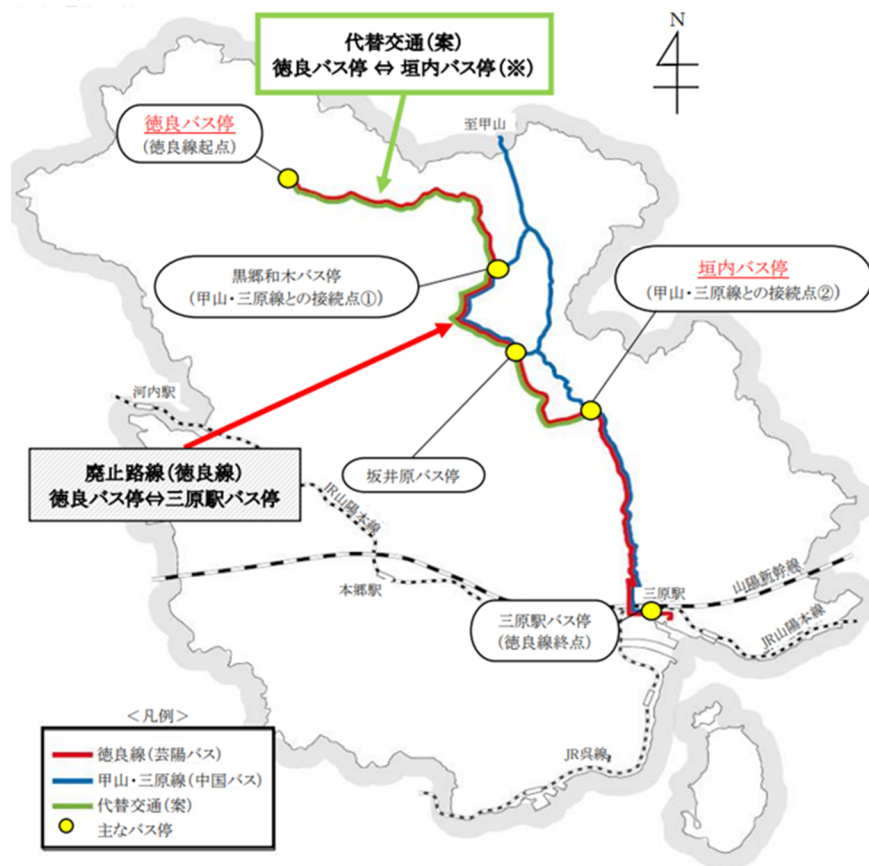 代替交通(案)
徳良バス停 ⇔ 垣内バス停(※)
N
徳良バス停
(徳良線起点)
至甲山
黒郷和木バス停
(甲山・三原線との接続点①)
垣内バス停
(甲山・三原線との接続点②)
河内駅
廃止路線(徳良線)
徳良バス停⇔三原駅バス停
坂井原バス停
JR山陽本線
本郷駅
三原駅
山陽新幹線
三原駅バス停
(徳良線終点)
JR山陽本線
JR呉線
<凡例>
徳良線(芸陽バス)
甲山・三原線(中国バス)
代替交通(案)
主なバス停